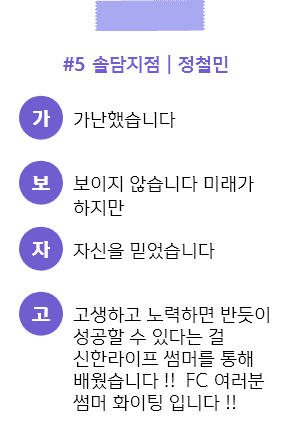 #5 솔담지점 | 정철민
가 가난했습니다
보 보이지 않습니다 미래가
하지만
자 자신을 믿었습니다
고 고생하고 노력하면 반듯이
성공할 수 있다는 걸
신한라이프 썸머를 통해
배웠습니다 !! FC 여러분
썸머 화이팅 입니다 !!